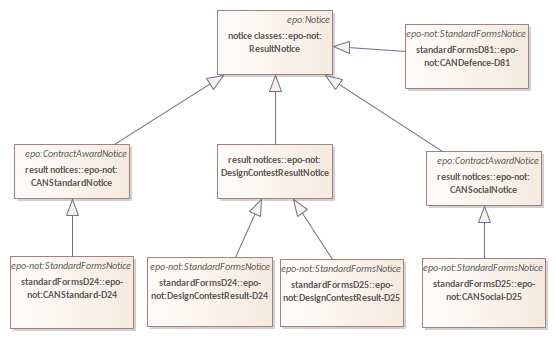 epo:Notice
notice classes::epo-not:
ResultNotice
epo-not:StandardFormsNotice
standardFormsD81::epo-
not:CANDefence-D81
epo:ContractAwardNotice
result notices::epo-not:
CANStandardNotice
result notices::epo-not:
DesignContestResultNotice
epo:ContractAwardNotice
result notices::epo-not:
CANSocialNotice
epo-not:StandardFormsNotice
standardFormsD24::epo-
not:CANStandard-D24
epo-not:StandardFormsNotice
standardFormsD24::epo-
not:DesignContestResult-D24
epo-not:StandardFormsNotice
standardFormsD25::epo-
not:DesignContestResult-D25
epo-not:StandardFormsNotice
standardFormsD25::epo-
not:CANSocial-D25